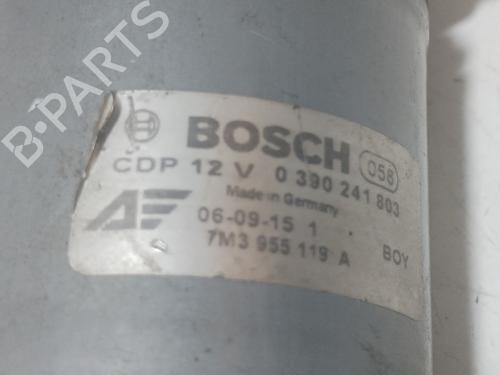 B-PARTS
BOSCH 058
CDP 12 V 0 390 241 803
Made in Germany
06-09-15 1
7M3 955 119 A BOY